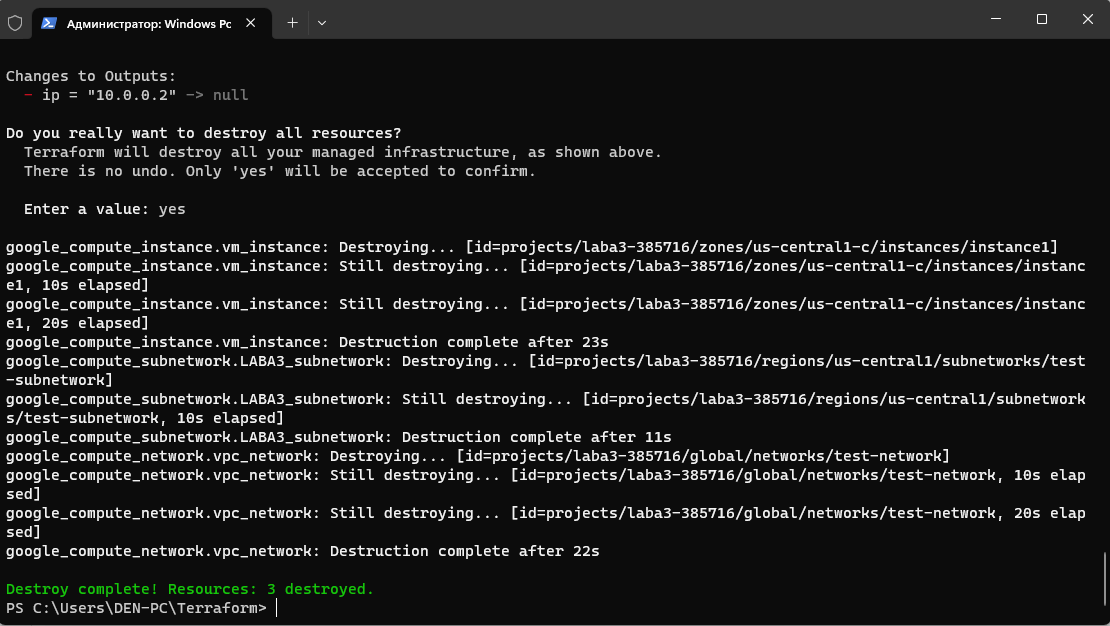 Администратор: Windows Pc
Changes to Outputs:
- ip = "10.0.0.2" -> null
Do you really want to destroy all resources?
Terraform will destroy all your managed infrastructure, as shown above.
There is no undo. Only 'yes' will be accepted to confirm.
Enter a value: yes
google_compute_instance.vm_instance: Destroying... [id=projects/laba3-385716/zones/us-central1-c/instances/instance1]
google_compute_instance.vm_instance: Still destroying... [id=projects/laba3-385716/zones/us-central1-c/instances/instanc
e1, 10s elapsed]
google_compute_instance.vm_instance: Still destroying... [id=projects/laba3-385716/zones/us-central1-c/instances/instanc
e1, 20s elapsed]
google_compute_instance.vm_instance: Destruction complete after 23s
google_compute_subnetwork.LABA3_subnetwork: Destroying... [id=projects/laba3-385716/regions/us-central1/subnetworks/test
-subnetwork]
google_compute_subnetwork.LABA3_subnetwork: Still destroying... [id=projects/laba3-385716/regions/us-central1/subnetwork
s/test-subnetwork, 10s elapsed]
google_compute_subnetwork.LABA3_subnetwork: Destruction complete after 11s
google_compute_network.vpc_network: Destroying... [id=projects/laba3-385716/global/networks/test-network]
google_compute_network.vpc_network: Still destroying... [id=projects/laba3-385716/global/networks/test-network, 10s elap
sed]
google_compute_network.vpc_network: Still destroying... [id=projects/laba3-385716/global/networks/test-network, 20s elap
sed]
google_compute_network.vpc_network: Destruction complete after 22s
Destroy complete! Resources: 3 destroyed.
PS C:\Users\DEN-PC\Terraform>